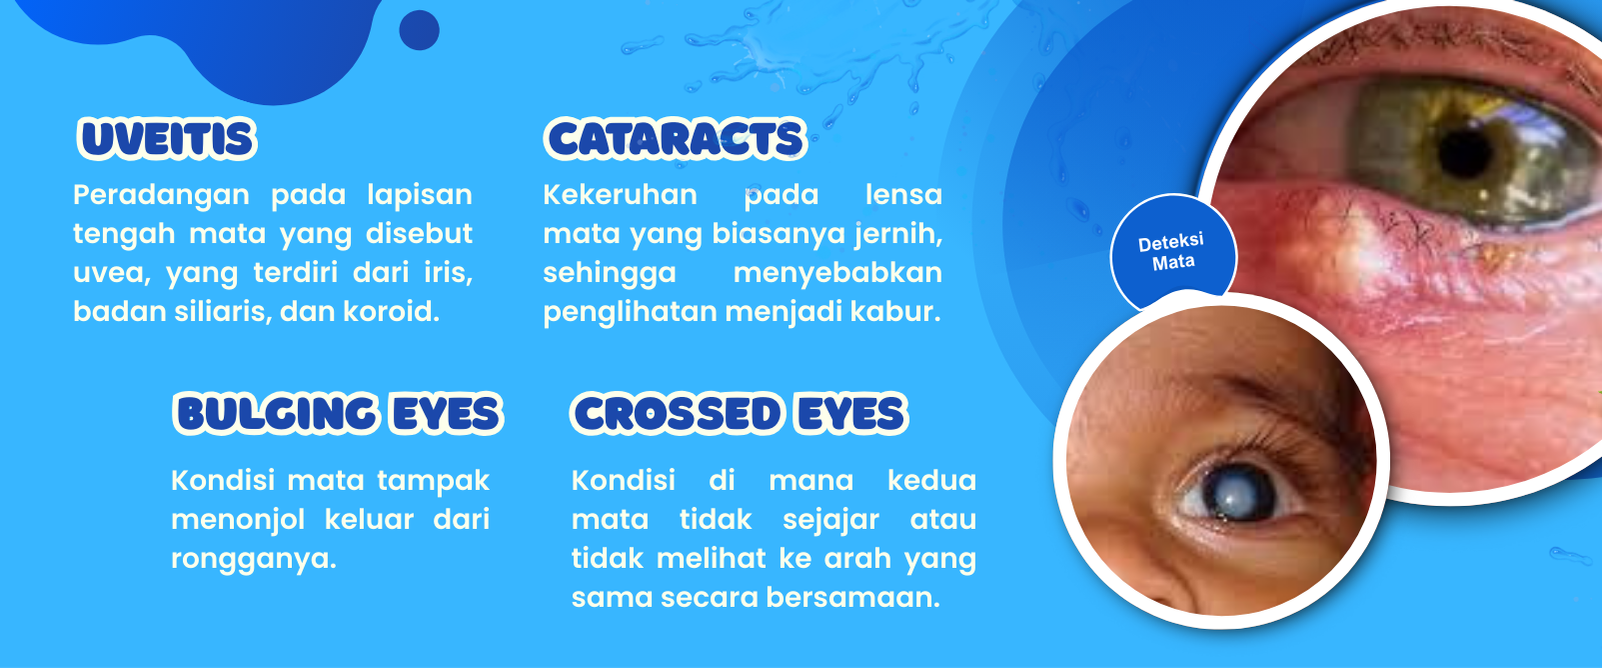 UVEITIS
Peradangan pada lapisan
tengah mata yang disebut
uvea, yang terdiri dari iris,
badan siliaris, dan koroid.
CATARACTS
Kekeruhan pada lensa
mata yang biasanya jernih,
sehingga menyebabkan
penglihatan menjadi kabur.
BULGING EYES
Kondisi mata tampak
menonjol keluar dari
rongganya.
CROSSED EYES
Kondisi di mana kedua
mata tidak sejajar atau
tidak melihat ke arah yang
sama secara bersamaan.
Deteksi
Mata